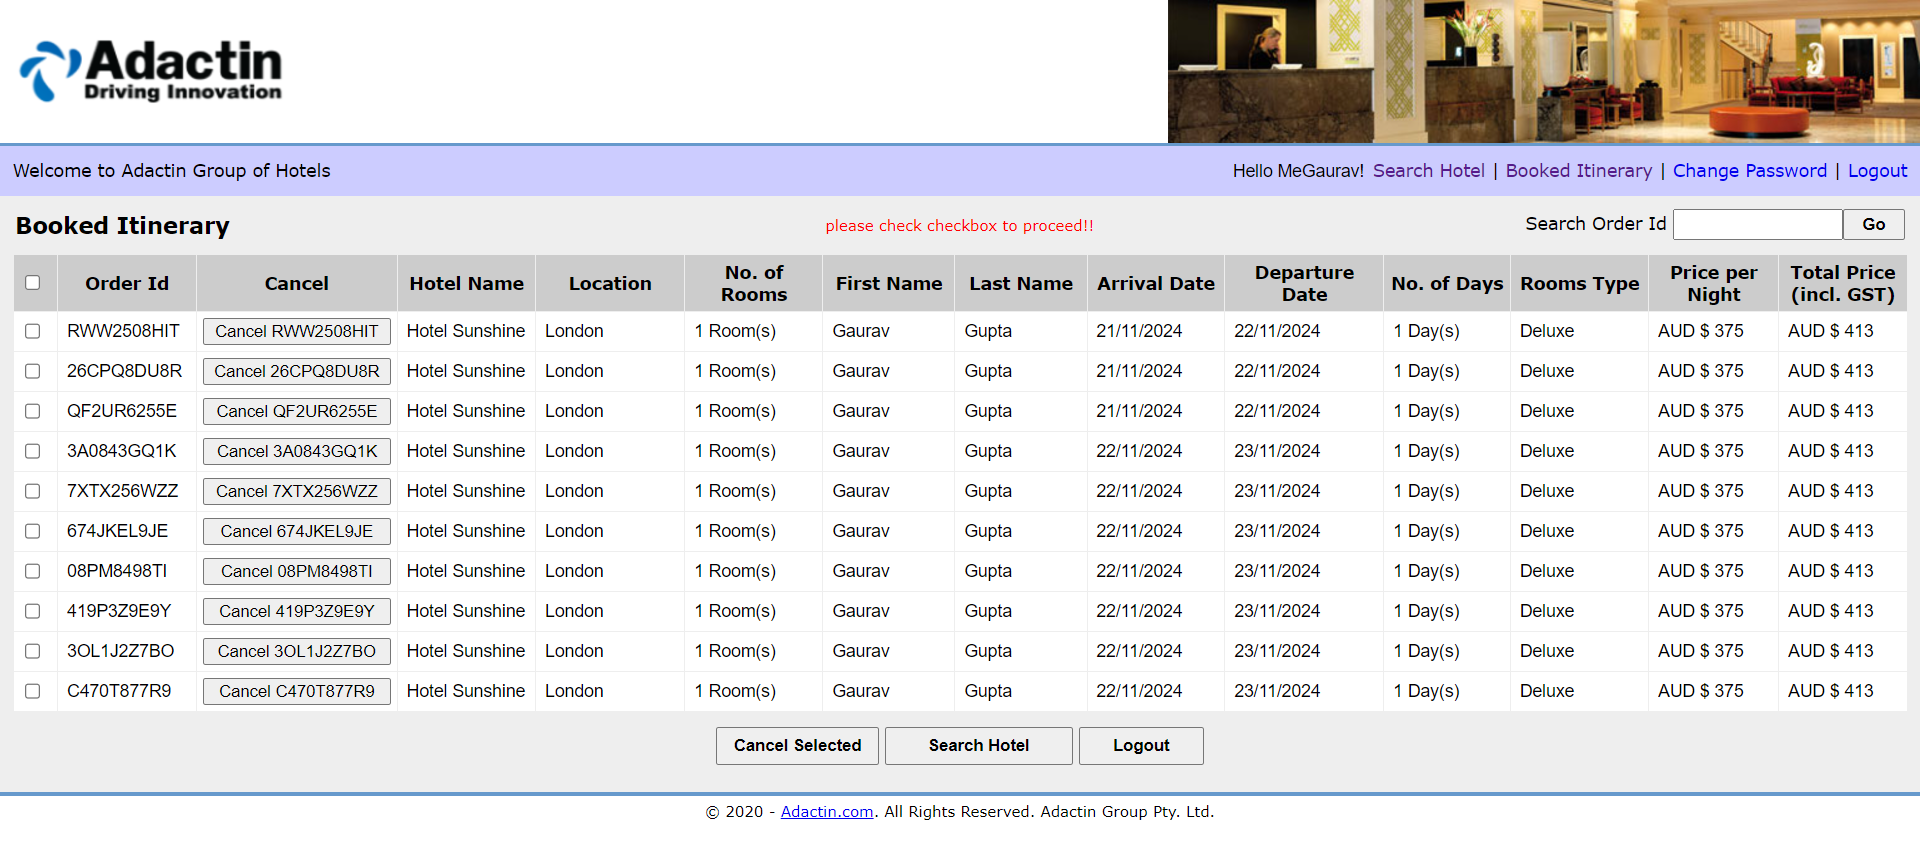 Adactin
Driving Innovation
Welcome to Adactin Group of Hotels
Hello MeGaurav! Search Hotel | Booked Itinerary | Change Password | Logout
Booked Itinerary
please check checkbox to proceed!!
Search Order Id Go
Order Id Cancel Hotel Name Location No. of Rooms First Name Last Name Arrival Date Departure Date No. of Days Rooms Type Price per Night Total Price (incl. GST)
RWW2508HIT Cancel RWW2508HIT Hotel Sunshine London 1 Room(s) Gaurav Gupta 21/11/2024 22/11/2024 1 Day(s) Deluxe AUD $ 375 AUD $ 413
26CPQ8DU8R Cancel 26CPQ8DU8R Hotel Sunshine London 1 Room(s) Gaurav Gupta 21/11/2024 22/11/2024 1 Day(s) Deluxe AUD $ 375 AUD $ 413
QF2UR6255E Cancel QF2UR6255E Hotel Sunshine London 1 Room(s) Gaurav Gupta 21/11/2024 22/11/2024 1 Day(s) Deluxe AUD $ 375 AUD $ 413
3A0843GQ1K Cancel 3A0843GQ1K Hotel Sunshine London 1 Room(s) Gaurav Gupta 22/11/2024 23/11/2024 1 Day(s) Deluxe AUD $ 375 AUD $ 413
7XTX256WZZ Cancel 7XTX256WZZ Hotel Sunshine London 1 Room(s) Gaurav Gupta 22/11/2024 23/11/2024 1 Day(s) Deluxe AUD $ 375 AUD $ 413
674JKEL9JE Cancel 674JKEL9JE Hotel Sunshine London 1 Room(s) Gaurav Gupta 22/11/2024 23/11/2024 1 Day(s) Deluxe AUD $ 375 AUD $ 413
08PM8498TI Cancel 08PM8498TI Hotel Sunshine London 1 Room(s) Gaurav Gupta 22/11/2024 23/11/2024 1 Day(s) Deluxe AUD $ 375 AUD $ 413
419P3Z9E9Y Cancel 419P3Z9E9Y Hotel Sunshine London 1 Room(s) Gaurav Gupta 22/11/2024 23/11/2024 1 Day(s) Deluxe AUD $ 375 AUD $ 413
3OL1J2Z7BO Cancel 3OL1J2Z7BO Hotel Sunshine London 1 Room(s) Gaurav Gupta 22/11/2024 23/11/2024 1 Day(s) Deluxe AUD $ 375 AUD $ 413
C470T877R9 Cancel C470T877R9 Hotel Sunshine London 1 Room(s) Gaurav Gupta 22/11/2024 23/11/2024 1 Day(s) Deluxe AUD $ 375 AUD $ 413
Cancel Selected Search Hotel Logout
© 2020 - Adactin.com. All Rights Reserved. Adactin Group Pty. Ltd.